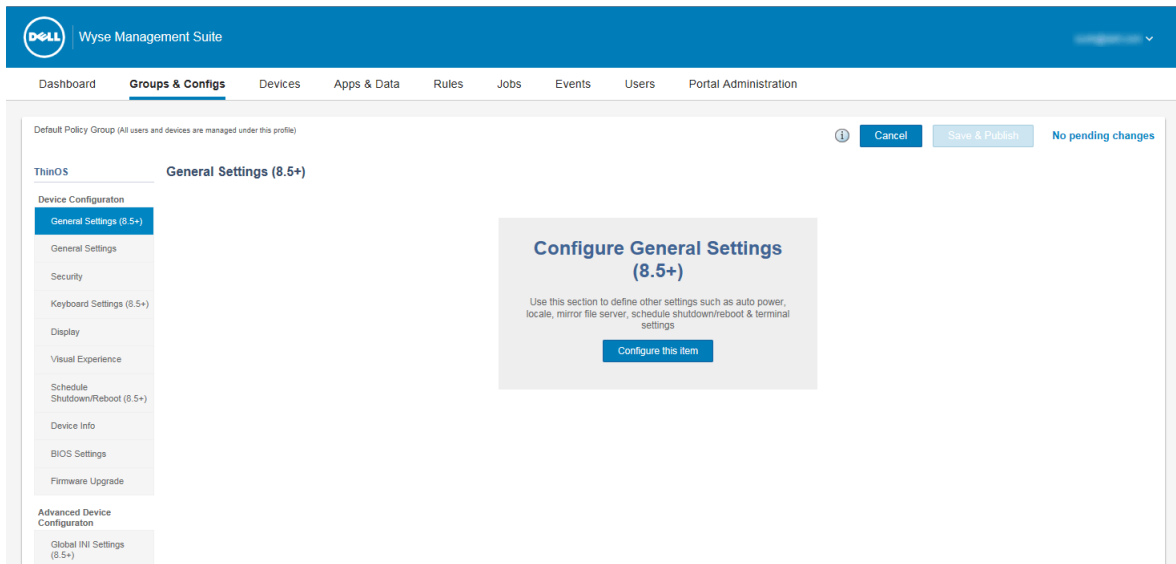 DELL
Wyse Management Suite
Dashboard Groups & Configs Devices Apps & Data Rules Jobs Events Users Portal Administration
Default Policy Group (All users and devices are managed under this profile)
i Cancel Save & Publish No pending changes
ThinOS
General Settings (8.5+)
Device Configuraton
General Settings (8.5+)
General Settings
Security
Keyboard Settings (8.5+)
Display
Visual Experience
Schedule
Shutdown/Reboot (8.5+)
Device Info
BIOS Settings
Firmware Upgrade
Advanced Device
Configuraton
Global INI Settings
(8.5+)
Configure General Settings
(8.5+)
Use this section to define other settings such as auto power,
locale, mirror file server, schedule shutdown/reboot & terminal
settings
Configure this item